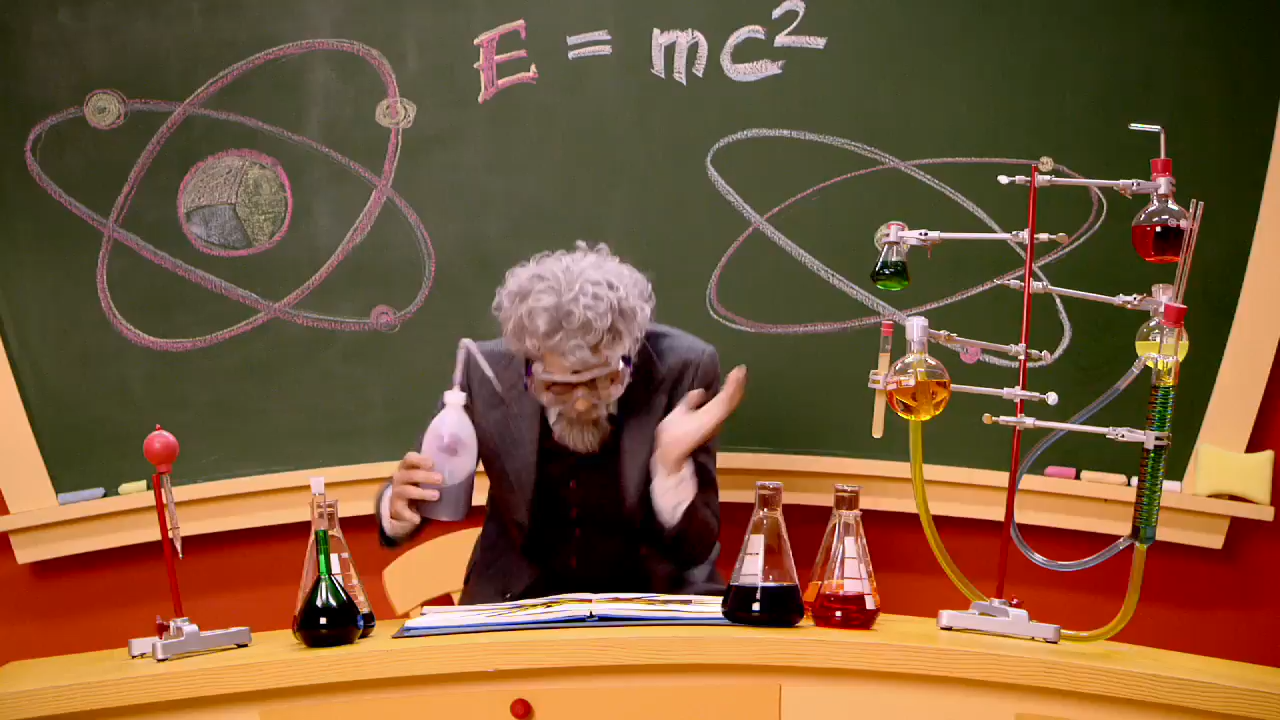 E = mc²